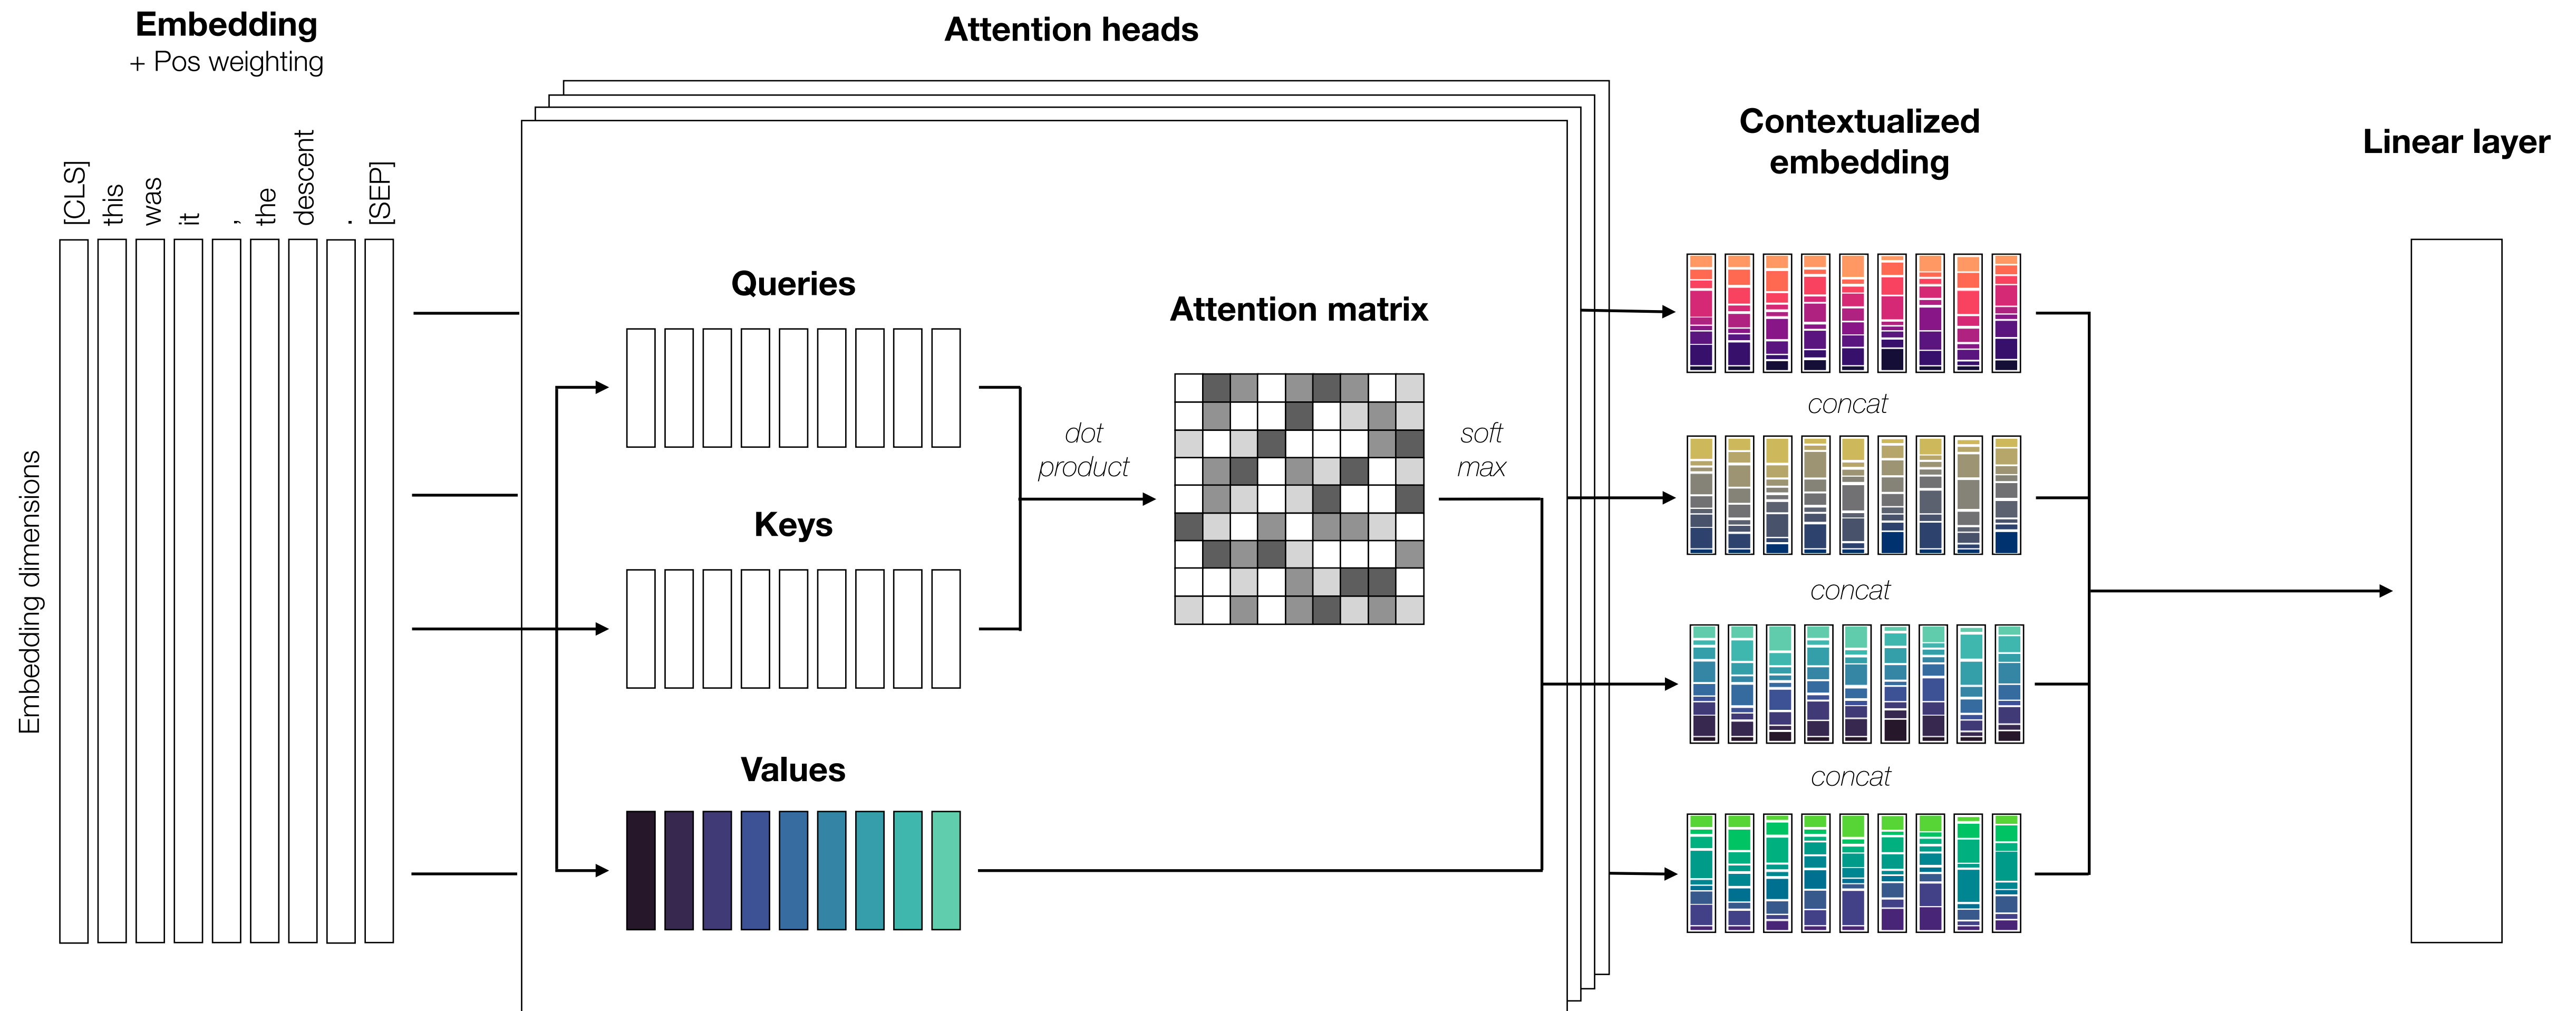 Embedding
+ Pos weighting
Attention heads
Contextualized
embedding
Linear layer
[CLS]
this
was
it
,
the
descent
.
[SEP]
Embedding dimensions
Queries
Keys
Values
dot
product
Attention matrix
soft
max
concat
concat
concat